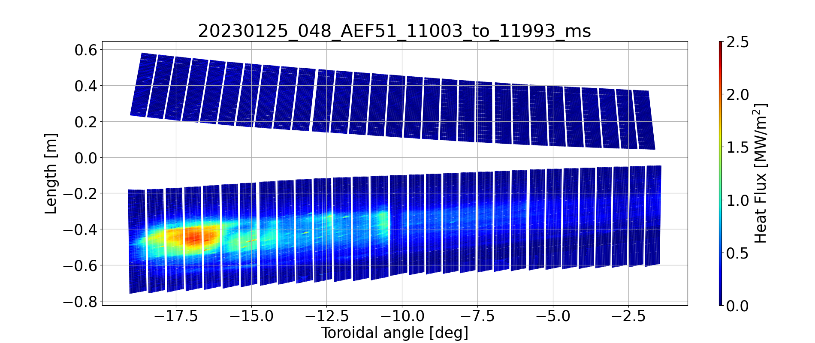 20230125_048_AEF51_11003_to_11993_ms
0.6
0.4
0.2
0.0
−0.2
−0.4
−0.6
−0.8
Length [m]
−17.5 −15.0 −12.5 −10.0 −7.5 −5.0 −2.5
Toroidal angle [deg]
2.5
2.0
1.5
1.0
0.5
0.0
Heat Flux [MW/m²]